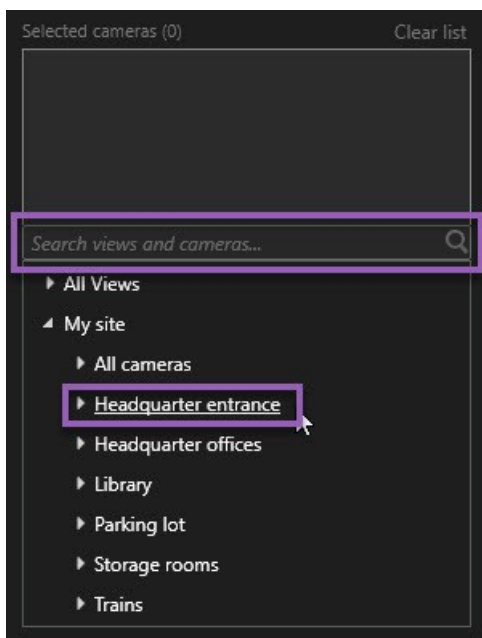 Selected cameras (0) Clear list
Search views and cameras...
All Views
My site
All cameras
Headquarter entrance
Headquarter offices
Library
Parking lot
Storage rooms
Trains